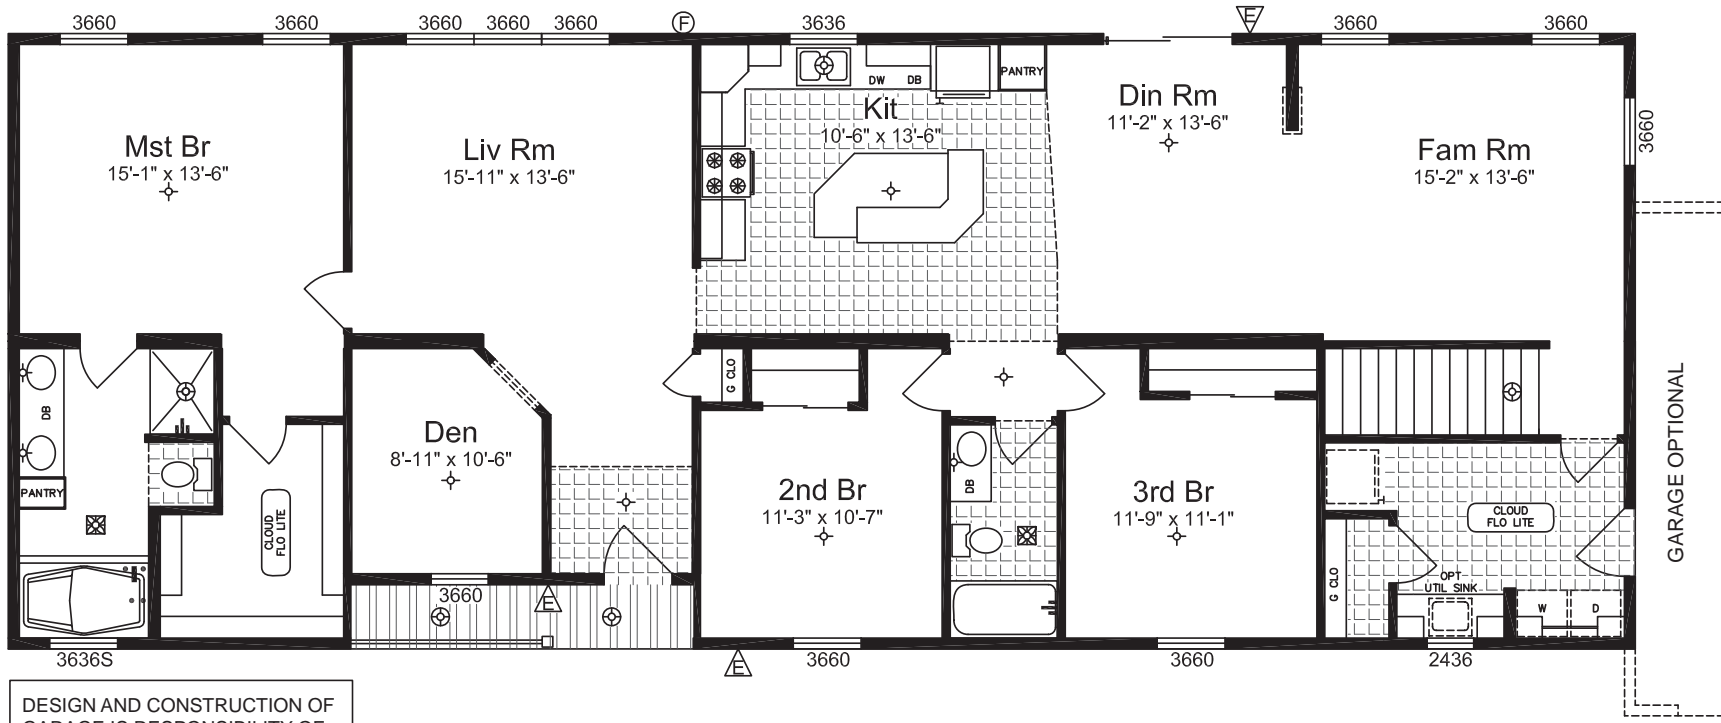 3660
3660
3660
3660
3660
F
3636
E
3660
3660
PANTRY
DW
DB
Kit
10'-6" x 13'-6"
Din Rm
11'-2" x 13'-6"
Mst Br
15'-1" x 13'-6"
Liv Rm
15'-11" x 13'-6"
Fam Rm
15'-2" x 13'-6"
3660
DB
PANTRY
CLOUD
FLO LITE
Den
8'-11" x 10'-6"
G CLO
2nd Br
11'-3" x 10'-7"
DB
3rd Br
11'-9" x 11'-1"
CLOUD
FLO LITE
G CLO
OPT
UTIL SINK
W
D
GARAGE OPTIONAL
3660
E
3636S
E
3660
3660
2436
DESIGN AND CONSTRUCTION OF
GARAGE IS RESPONSIBILITY OF